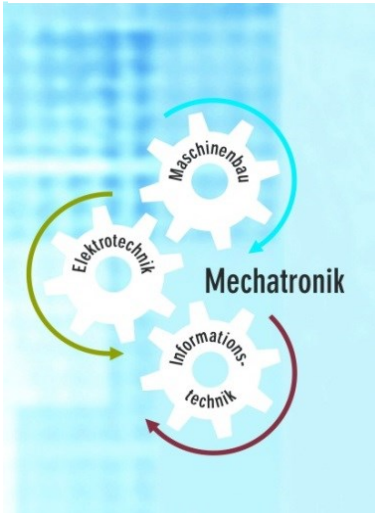 Maschinenbau
Elektrotechnik
Mechatronik
Informations-
technik